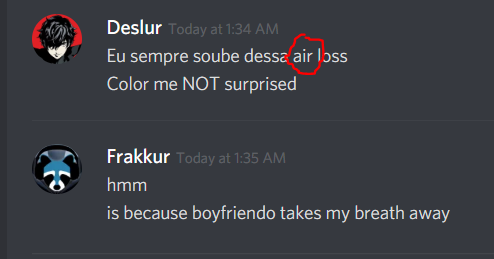 Deslur Today at 1:34 AM
Eu sempre soube dessa air loss
Color me NOT surprised
Frakkur Today at 1:35 AM
hmm
is because boyfriendo takes my breath away